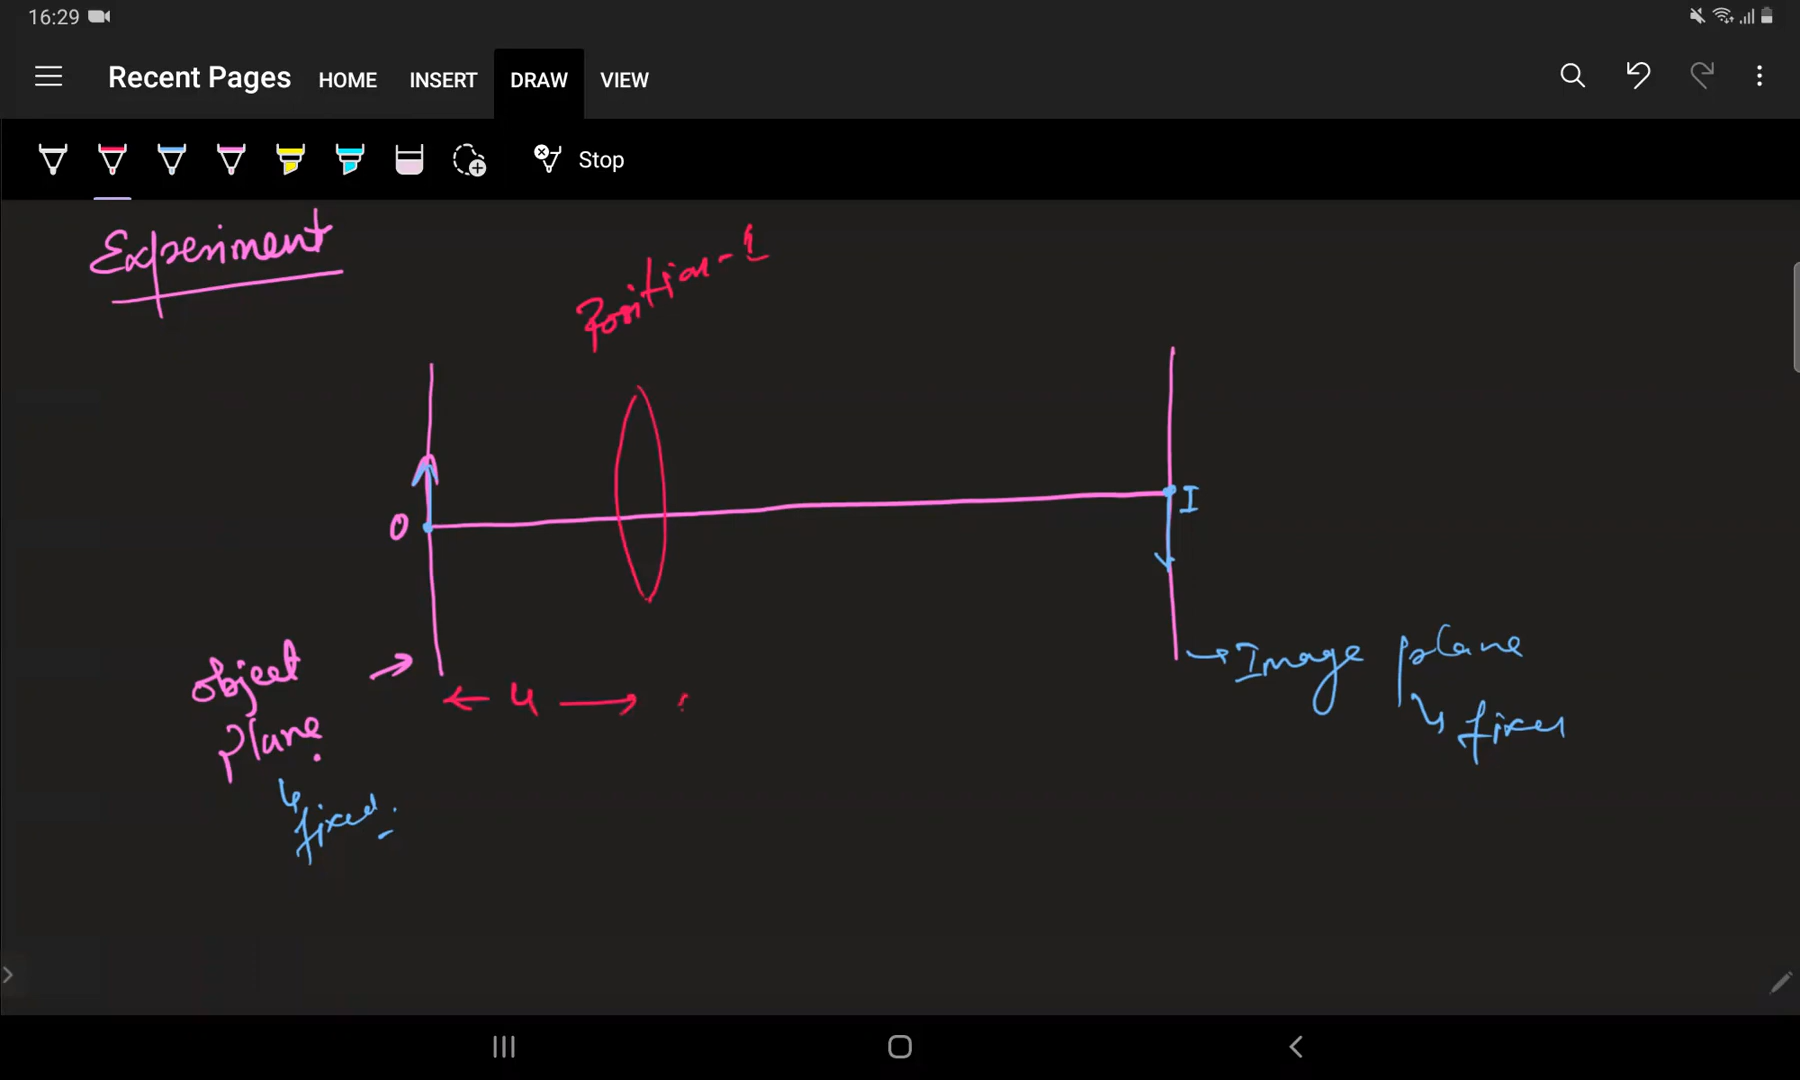 16:29
Recent Pages HOME INSERT DRAW VIEW
Stop
Experiment
Position-1
O
I
Object
plane
fixed.
u
Image plane
fixed